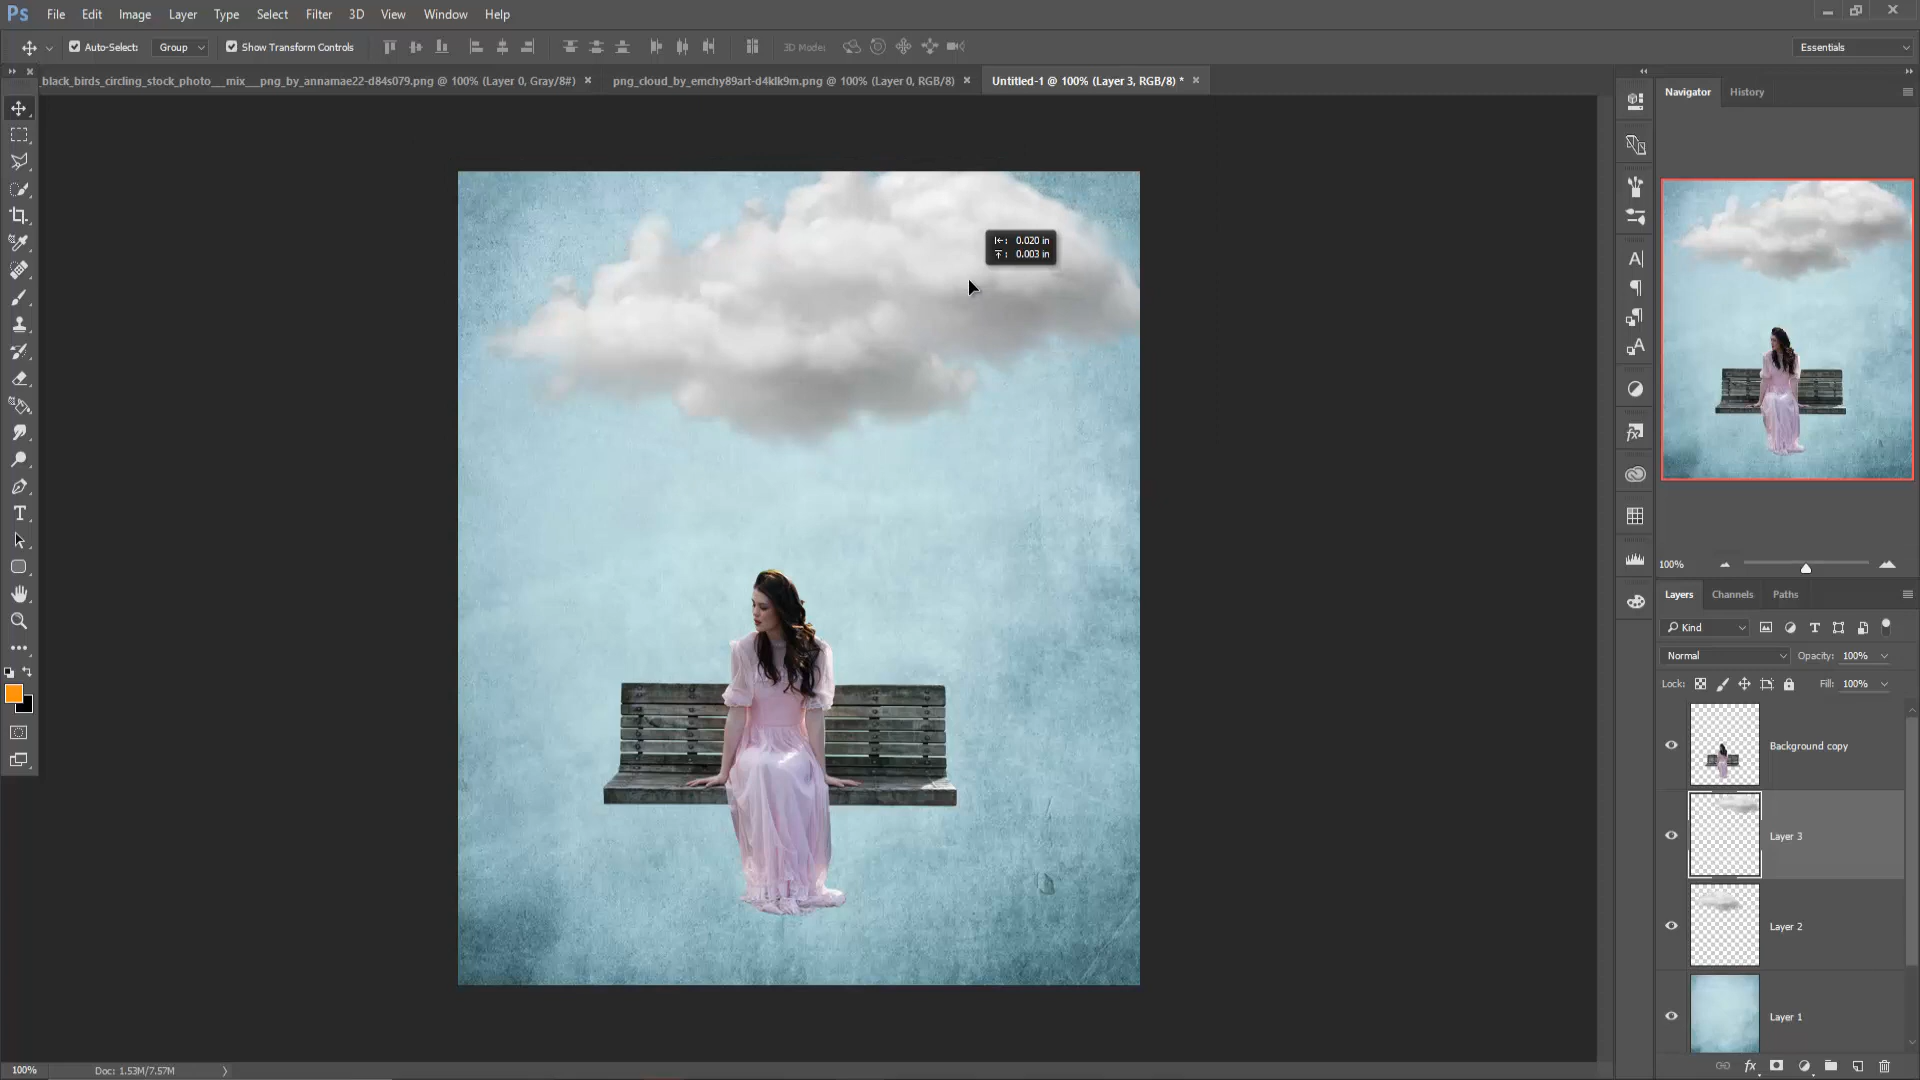 Ps File Edit Image Layer Type Select Filter 3D View Window Help
Auto-Select: Group Show Transform Controls 3D Mode: Essentials
_black_birds_circling_stock_photo___mix___png_by_annamae22-d84s079.png @ 100% (Layer 0, Gray/8#) × png_cloud_by_emchy89art-d4klk9m.png @ 100% (Layer 0, RGB/8) × Untitled-1 @ 100% (Layer 3, RGB/8) * ×
Navigator History
0.020 in
0.003 in
100%
Layers Channels Paths
Kind
Normal Opacity: 100%
Lock: Fill: 100%
Background copy
Layer 3
Layer 2
Layer 1
100% Doc: 1.53M/7.57M